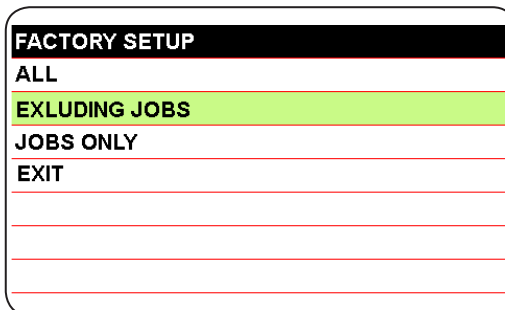 FACTORY SETUP
ALL
EXLUDING JOBS
JOBS ONLY
EXIT